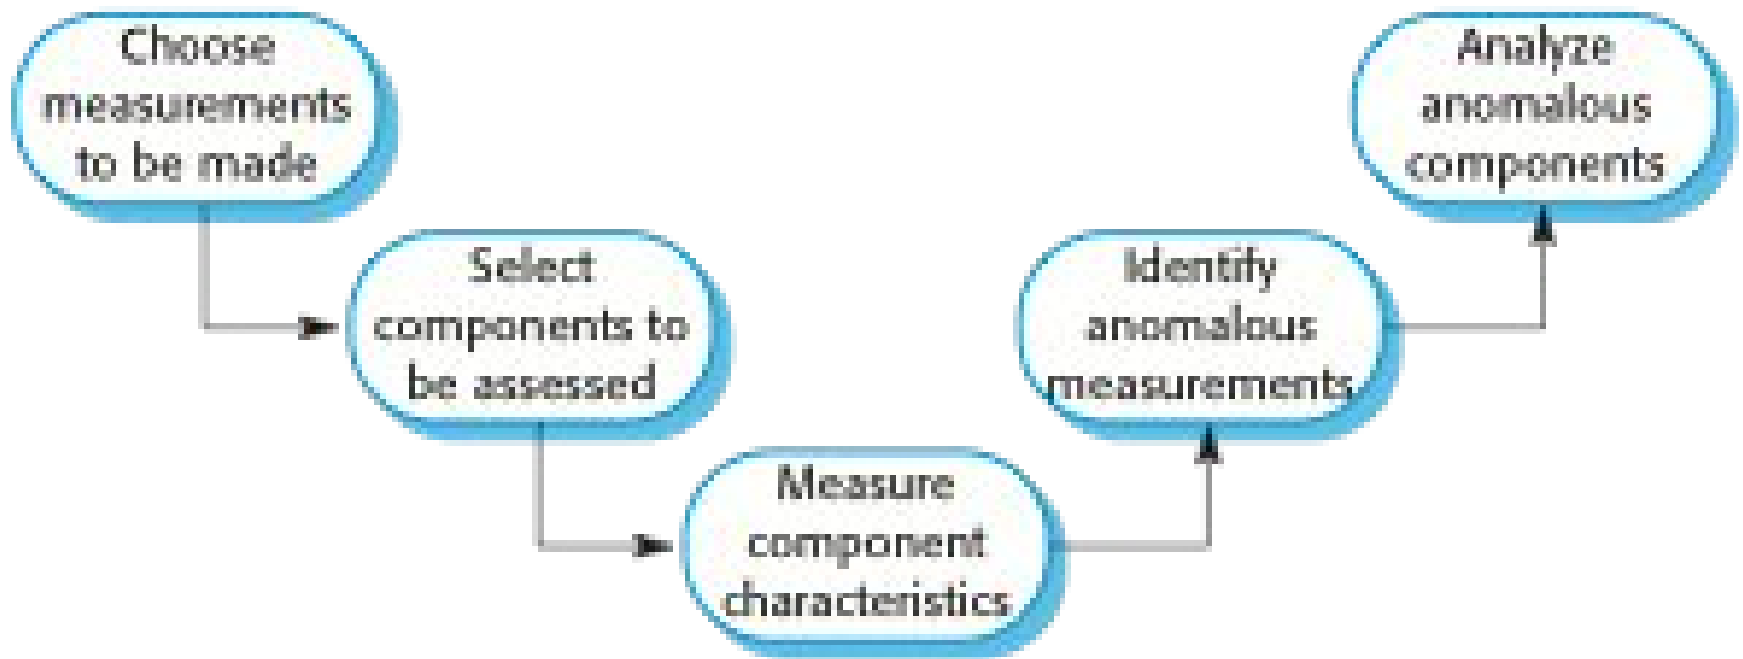 Choose
measurements
to be made
Select
components to
be assessed
Measure
component
characteristics
Identify
anomalous
measurements
Analyze
anomalous
components